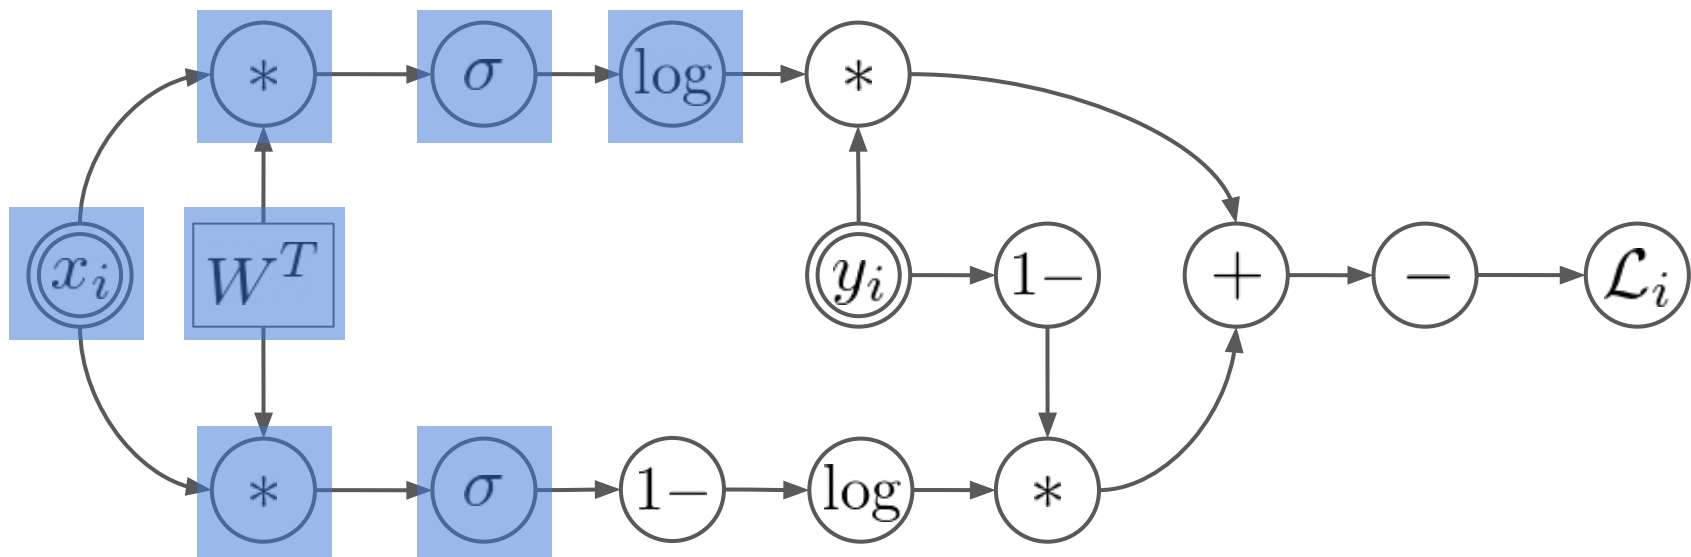 * σ log *
x_i W^T y_i 1− + − ℒ_i
* σ 1− log *